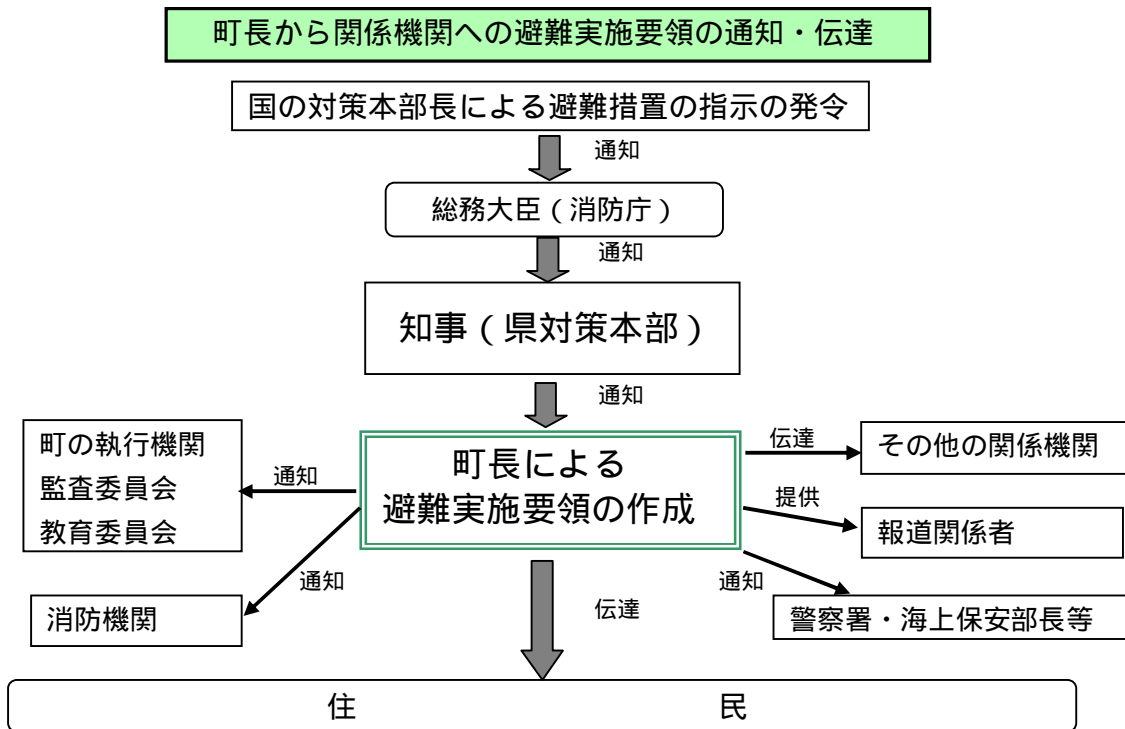 町長から関係機関への避難実施要領の通知・伝達
国の対策本部長による避難措置の指示の発令
通知
総務大臣(消防庁)
通知
知事(県対策本部)
通知
町の執行機関
監査委員会
教育委員会
通知
町長による
避難実施要領の作成
伝達
その他の関係機関
提供
報道関係者
通知
消防機関
伝達
通知
警察署・海上保安部長等
住 民